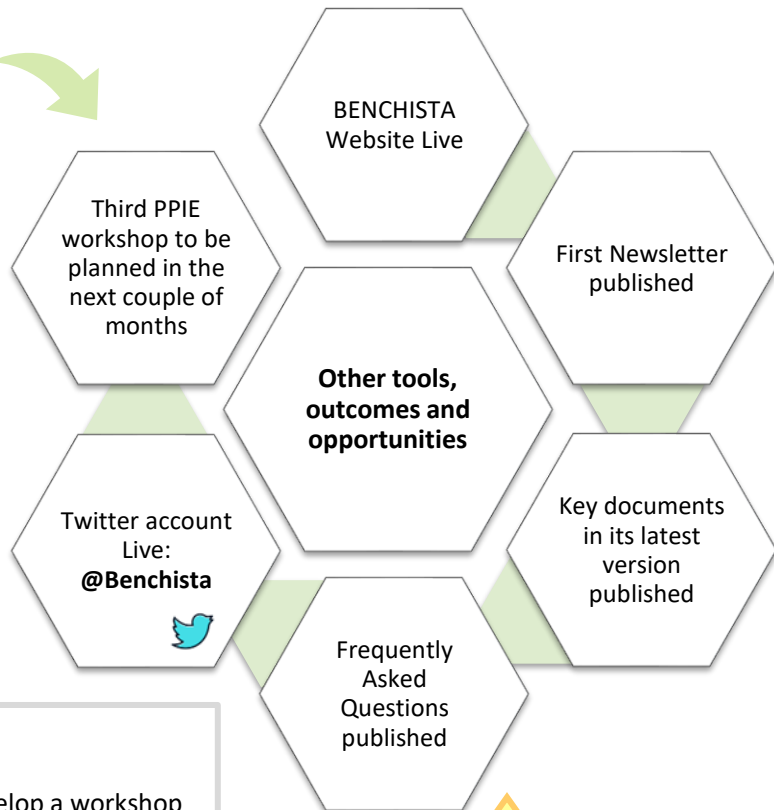 BENCHISTA
Website Live
Third PPIE
workshop to be
planned in the
next couple of
months
First Newsletter
published
Other tools,
outcomes and
opportunities
Twitter account
Live:
@Benchista
Key documents
in its latest
version
published
Frequently
Asked
Questions
published
a workshop